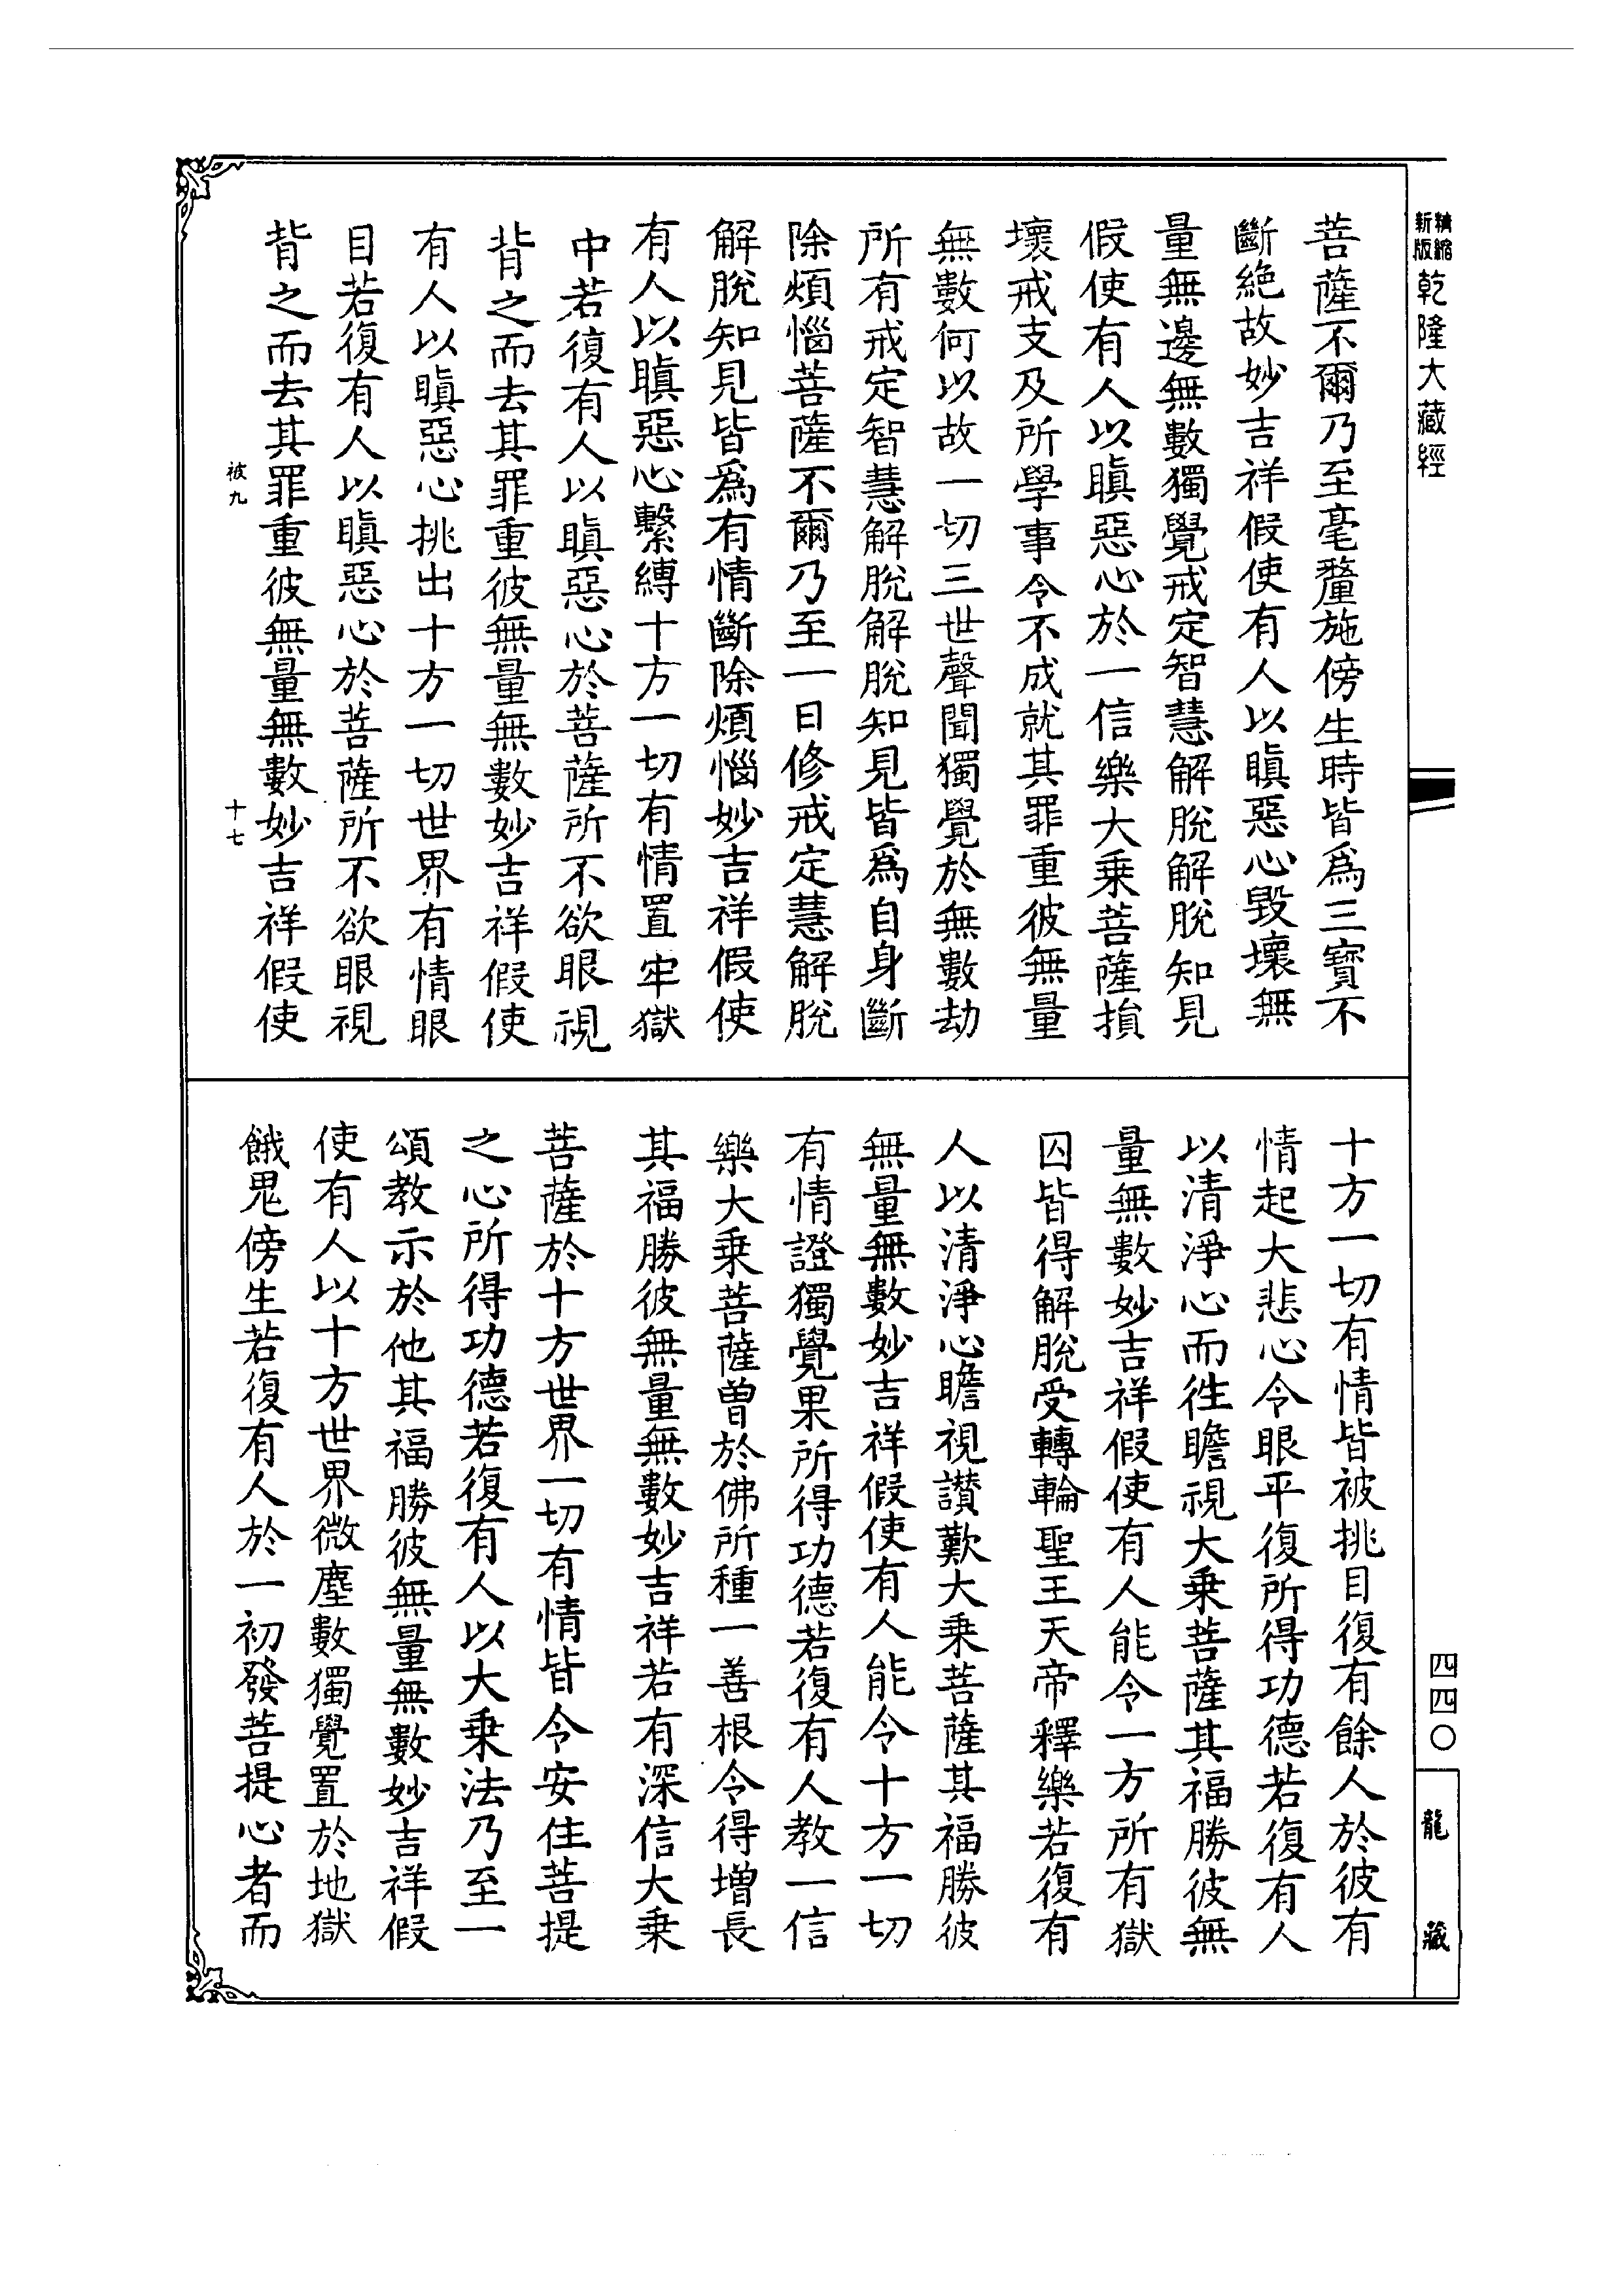 精縮新版乾隆大藏經
菩薩不爾乃至毫釐施傍生時皆爲三寶不
斷絕故妙吉祥假使有人以瞋惡心毀壞無
量無邊無數獨覺戒定智慧解脫解脫知見
假使有人以瞋惡心於一信樂大乘菩薩損
壞戒支及所學事令不成就其罪重彼無量
無數何以故一切三世聲聞獨覺於無數劫
所有戒定智慧解脫解脫知見皆爲自身斷
除煩惱菩薩不爾乃至一日修戒定慧解脫
解脫知見皆爲有情斷除煩惱妙吉祥假使
有人以瞋惡心繫縛十方一切有情置牢獄
中若復有人以瞋惡心於菩薩所不欲眼視
背之而去其罪重彼無量無數妙吉祥假使
有人以瞋惡心挑出十方一切世界有情眼
目若復有人以瞋惡心於菩薩所不欲眼視
背之而去其罪重彼無量無數妙吉祥假使
被九
十七
十方一切有情皆被挑目復有餘人於彼有
情起大悲心令眼平復所得功德若復有人
以清淨心而往瞻視大乘菩薩其福勝彼無
量無數妙吉祥假使有人能令一方所有獄
囚皆得解脫受轉輪聖王天帝釋樂若復有
人以清淨心瞻視讚歎大乘菩薩其福勝彼
無量無數妙吉祥假使有人能令十方一切
有情證獨覺果所得功德若復有人教一信
樂大乘菩薩曾於佛所種一善根令得增長
其福勝彼無量無數妙吉祥若有深信大乘
菩薩於十方世界一切有情皆令安住菩提
之心所得功德若復有人以大乘法乃至一
頌教示於他其福勝彼無量無數妙吉祥假
使有人以十方世界微塵數獨覺置於地獄
餓鬼傍生若復有人於一初發菩提心者而
四四〇
龍藏